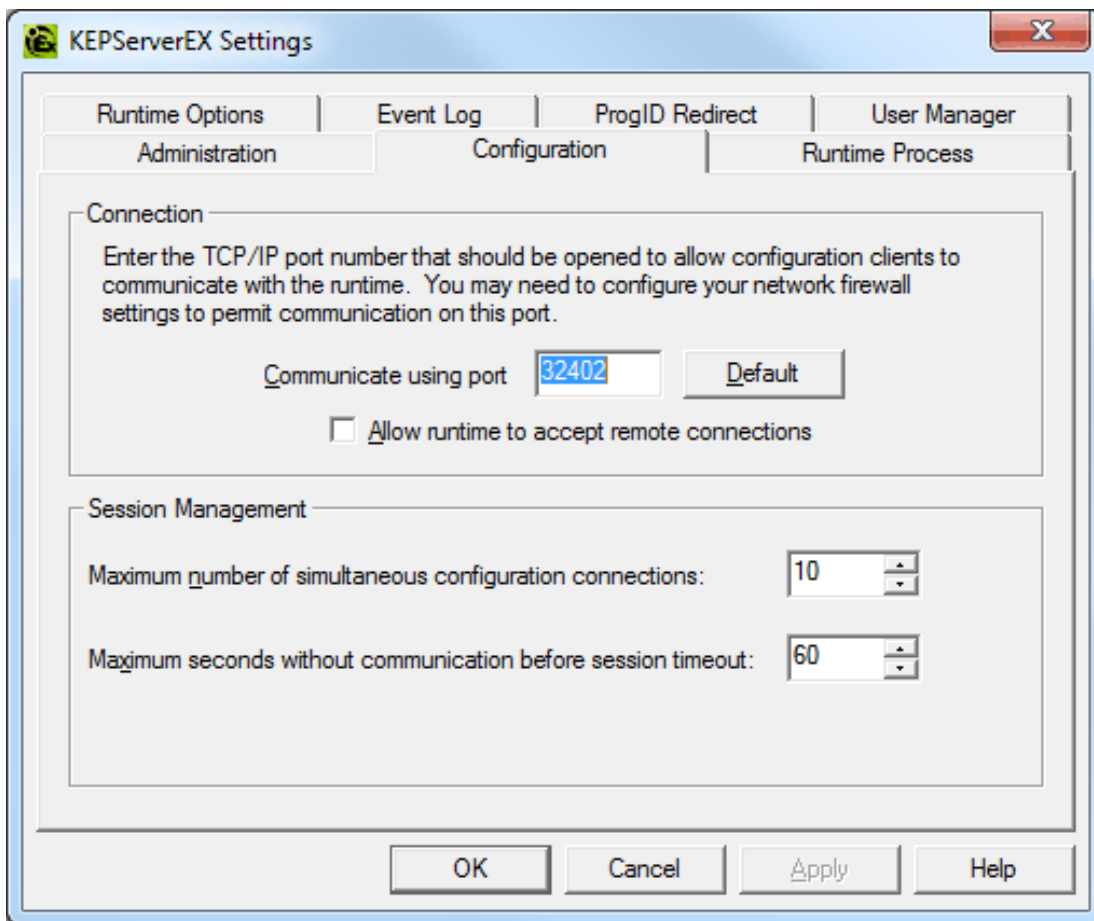 KEPServerEX Settings
Runtime Options
Event Log
ProgID Redirect
User Manager
Administration
Configuration
Runtime Process
Connection
Enter the TCP/IP port number that should be opened to allow configuration clients to
communicate with the runtime. You may need to configure your network firewall
settings to permit communication on this port.
Communicate using port
32402
Default
Allow runtime to accept remote connections
Session Management
Maximum number of simultaneous configuration connections:
10
Maximum seconds without communication before session timeout:
60
OK
Cancel
Apply
Help